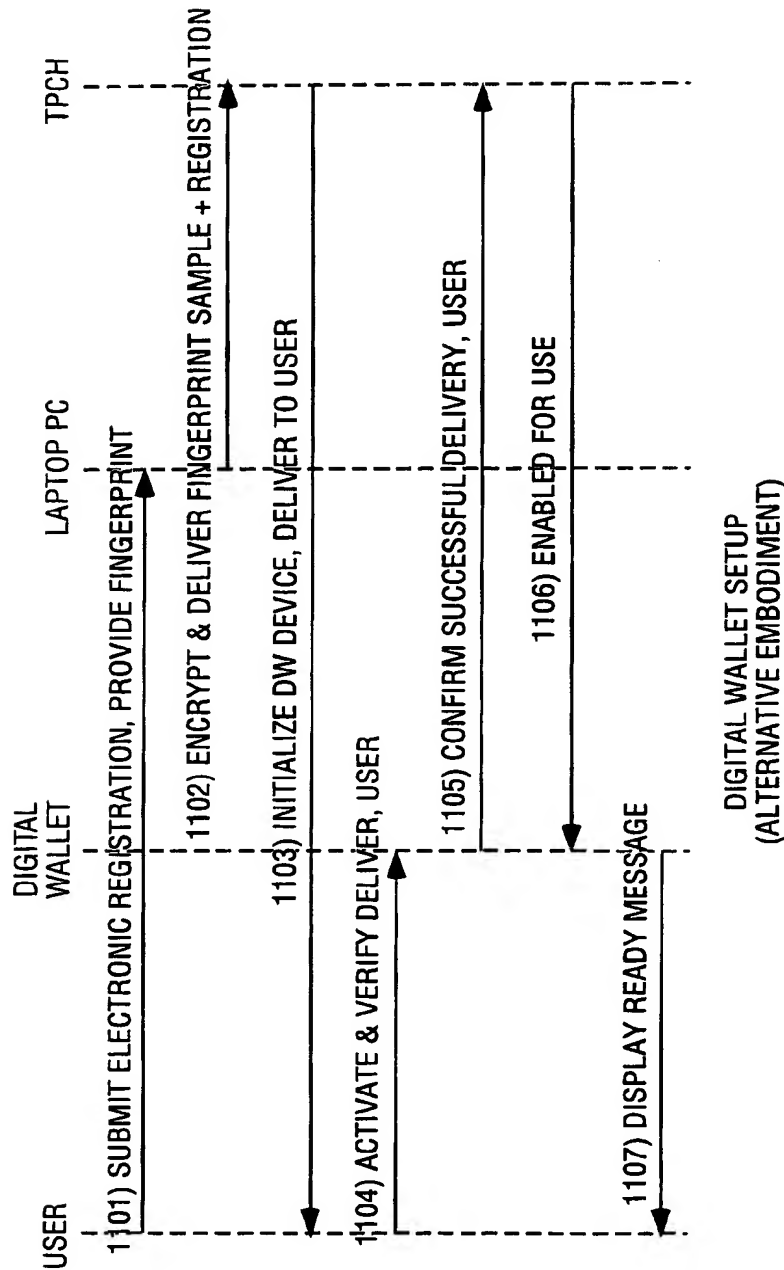 USER
DIGITAL
WALLET
LAPTOP PC
TPCH
1101) SUBMIT ELECTRONIC REGISTRATION, PROVIDE FINGERPRINT
1102) ENCRYPT & DELIVER FINGERPRINT SAMPLE + REGISTRATION
1103) INITIALIZE DW DEVICE, DELIVER TO USER
1104) ACTIVATE & VERIFY DELIVER, USER
1105) CONFIRM SUCCESSFUL DELIVERY, USER
1106) ENABLED FOR USE
1107) DISPLAY READY MESSAGE
DIGITAL WALLET SETUP
(ALTERNATIVE EMBODIMENT)